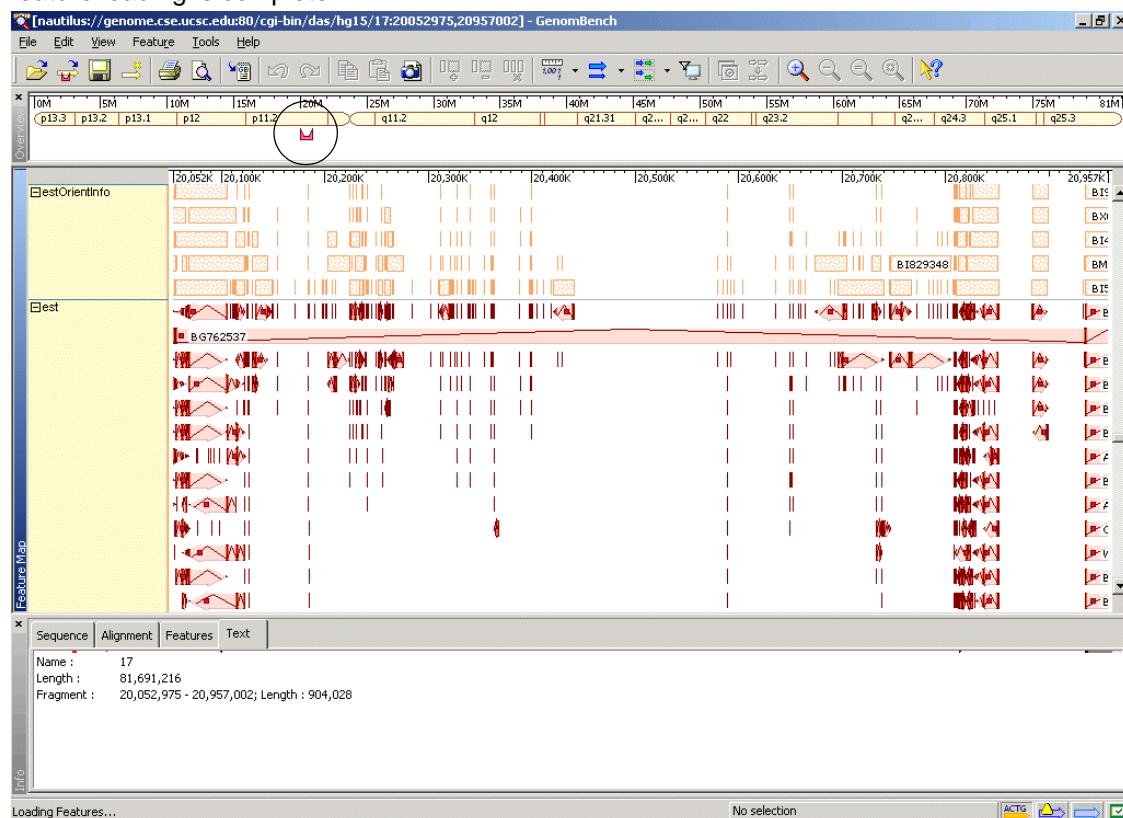 [nautilus://genome.cse.ucsc.edu:80/cgi-bin/das/hg15/17:20052975,20957002] - GenomBench
File Edit View Feature Tools Help
0M 5M 10M 15M 20M 25M 30M 35M 40M 45M 50M 55M 60M 65M 70M 75M 81M
p13.3 p13.2 p13.1 p12 p11.2 q11.2 q12 q21.31 q2... q2... q22 q23.2 q2... q24.3 q25.1 q25.3
Overview
20,052K 20,100K 20,200K 20,300K 20,400K 20,500K 20,600K 20,700K 20,800K 20,957K
estOrientInfo
BI829348 BM
est
BG762537
Feature Map
Sequence Alignment Features Text
Name : 17
Length : 81,691,216
Fragment : 20,052,975 - 20,957,002; Length : 904,028
Info
Loading Features... No selection ACTG